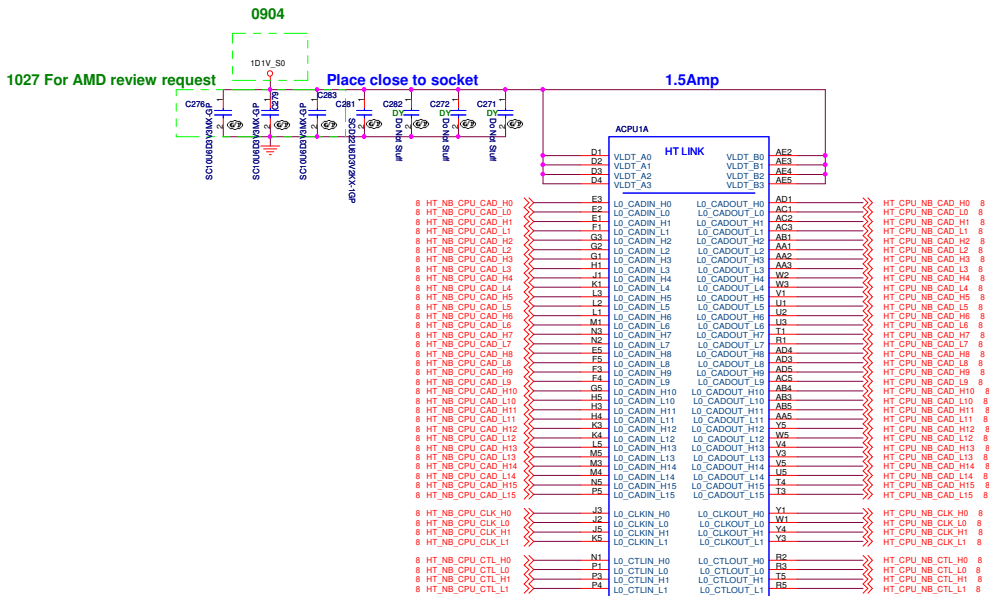 0904
1D1V_S0
1027 For AMD review request
Place close to socket
1.5Amp
C276
C279
C283
C281
C282
C272
C271
1
1
1
1
1
1
1
2
2
2
2
2
2
2
DY
DY
DY
SC10U6D3V3MX-GP
SC10U6D3V3MX-GP
SC10U6D3V3MX-GP
SCD22U6D3V2KX-1GP
Do Not Stuff
Do Not Stuff
Do Not Stuff
ACPU1A
HT LINK
D1 VLDT_A0 VLDT_B0 AE2
D2 VLDT_A1 VLDT_B1 AE3
D3 VLDT_A2 VLDT_B2 AE4
D4 VLDT_A3 VLDT_B3 AE5
8 HT_NB_CPU_CAD_H0 E3 L0_CADIN_H0 L0_CADOUT_H0 AD1 HT_CPU_NB_CAD_H0 8
8 HT_NB_CPU_CAD_L0 E2 L0_CADIN_L0 L0_CADOUT_L0 AC1 HT_CPU_NB_CAD_L0 8
8 HT_NB_CPU_CAD_H1 E1 L0_CADIN_H1 L0_CADOUT_H1 AC2 HT_CPU_NB_CAD_H1 8
8 HT_NB_CPU_CAD_L1 F1 L0_CADIN_L1 L0_CADOUT_L1 AC3 HT_CPU_NB_CAD_L1 8
8 HT_NB_CPU_CAD_H2 G3 L0_CADIN_H2 L0_CADOUT_H2 AB1 HT_CPU_NB_CAD_H2 8
8 HT_NB_CPU_CAD_L2 G2 L0_CADIN_L2 L0_CADOUT_L2 AA1 HT_CPU_NB_CAD_L2 8
8 HT_NB_CPU_CAD_H3 G1 L0_CADIN_H3 L0_CADOUT_H3 AA2 HT_CPU_NB_CAD_H3 8
8 HT_NB_CPU_CAD_L3 H1 L0_CADIN_L3 L0_CADOUT_L3 AA3 HT_CPU_NB_CAD_L3 8
8 HT_NB_CPU_CAD_H4 J1 L0_CADIN_H4 L0_CADOUT_H4 W2 HT_CPU_NB_CAD_H4 8
8 HT_NB_CPU_CAD_L4 K1 L0_CADIN_L4 L0_CADOUT_L4 W3 HT_CPU_NB_CAD_L4 8
8 HT_NB_CPU_CAD_H5 L3 L0_CADIN_H5 L0_CADOUT_H5 V1 HT_CPU_NB_CAD_H5 8
8 HT_NB_CPU_CAD_L5 L2 L0_CADIN_L5 L0_CADOUT_L5 U1 HT_CPU_NB_CAD_L5 8
8 HT_NB_CPU_CAD_H6 L1 L0_CADIN_H6 L0_CADOUT_H6 U2 HT_CPU_NB_CAD_H6 8
8 HT_NB_CPU_CAD_L6 M1 L0_CADIN_L6 L0_CADOUT_L6 U3 HT_CPU_NB_CAD_L6 8
8 HT_NB_CPU_CAD_H7 N3 L0_CADIN_H7 L0_CADOUT_H7 T1 HT_CPU_NB_CAD_H7 8
8 HT_NB_CPU_CAD_L7 N2 L0_CADIN_L7 L0_CADOUT_L7 R1 HT_CPU_NB_CAD_L7 8
8 HT_NB_CPU_CAD_H8 E5 L0_CADIN_H8 L0_CADOUT_H8 AD4 HT_CPU_NB_CAD_H8 8
8 HT_NB_CPU_CAD_L8 F5 L0_CADIN_L8 L0_CADOUT_L8 AD3 HT_CPU_NB_CAD_L8 8
8 HT_NB_CPU_CAD_H9 F3 L0_CADIN_H9 L0_CADOUT_H9 AD5 HT_CPU_NB_CAD_H9 8
8 HT_NB_CPU_CAD_L9 F4 L0_CADIN_L9 L0_CADOUT_L9 AC5 HT_CPU_NB_CAD_L9 8
8 HT_NB_CPU_CAD_H10 G5 L0_CADIN_H10 L0_CADOUT_H10 AB4 HT_CPU_NB_CAD_H10 8
8 HT_NB_CPU_CAD_L10 H5 L0_CADIN_L10 L0_CADOUT_L10 AB3 HT_CPU_NB_CAD_L10 8
8 HT_NB_CPU_CAD_H11 H3 L0_CADIN_H11 L0_CADOUT_H11 AB5 HT_CPU_NB_CAD_H11 8
8 HT_NB_CPU_CAD_L11 H4 L0_CADIN_L11 L0_CADOUT_L11 AA5 HT_CPU_NB_CAD_L11 8
8 HT_NB_CPU_CAD_H12 K3 L0_CADIN_H12 L0_CADOUT_H12 Y5 HT_CPU_NB_CAD_H12 8
8 HT_NB_CPU_CAD_L12 K4 L0_CADIN_L12 L0_CADOUT_L12 W5 HT_CPU_NB_CAD_L12 8
8 HT_NB_CPU_CAD_H13 L5 L0_CADIN_H13 L0_CADOUT_H13 V4 HT_CPU_NB_CAD_H13 8
8 HT_NB_CPU_CAD_L13 M5 L0_CADIN_L13 L0_CADOUT_L13 V3 HT_CPU_NB_CAD_L13 8
8 HT_NB_CPU_CAD_H14 M3 L0_CADIN_H14 L0_CADOUT_H14 V5 HT_CPU_NB_CAD_H14 8
8 HT_NB_CPU_CAD_L14 M4 L0_CADIN_L14 L0_CADOUT_L14 U5 HT_CPU_NB_CAD_L14 8
8 HT_NB_CPU_CAD_H15 N5 L0_CADIN_H15 L0_CADOUT_H15 T4 HT_CPU_NB_CAD_H15 8
8 HT_NB_CPU_CAD_L15 P5 L0_CADIN_L15 L0_CADOUT_L15 T3 HT_CPU_NB_CAD_L15 8
8 HT_NB_CPU_CLK_H0 J3 L0_CLKIN_H0 L0_CLKOUT_H0 Y1 HT_CPU_NB_CLK_H0 8
8 HT_NB_CPU_CLK_L0 J2 L0_CLKIN_L0 L0_CLKOUT_L0 W1 HT_CPU_NB_CLK_L0 8
8 HT_NB_CPU_CLK_H1 J5 L0_CLKIN_H1 L0_CLKOUT_H1 Y4 HT_CPU_NB_CLK_H1 8
8 HT_NB_CPU_CLK_L1 K5 L0_CLKIN_L1 L0_CLKOUT_L1 Y3 HT_CPU_NB_CLK_L1 8
8 HT_NB_CPU_CTL_H0 N1 L0_CTLIN_H0 L0_CTLOUT_H0 R2 HT_CPU_NB_CTL_H0 8
8 HT_NB_CPU_CTL_L0 P1 L0_CTLIN_L0 L0_CTLOUT_L0 R3 HT_CPU_NB_CTL_L0 8
8 HT_NB_CPU_CTL_H1 P3 L0_CTLIN_H1 L0_CTLOUT_H1 T5 HT_CPU_NB_CTL_H1 8
8 HT_NB_CPU_CTL_L1 P4 L0_CTLIN_L1 L0_CTLOUT_L1 R5 HT_CPU_NB_CTL_L1 8